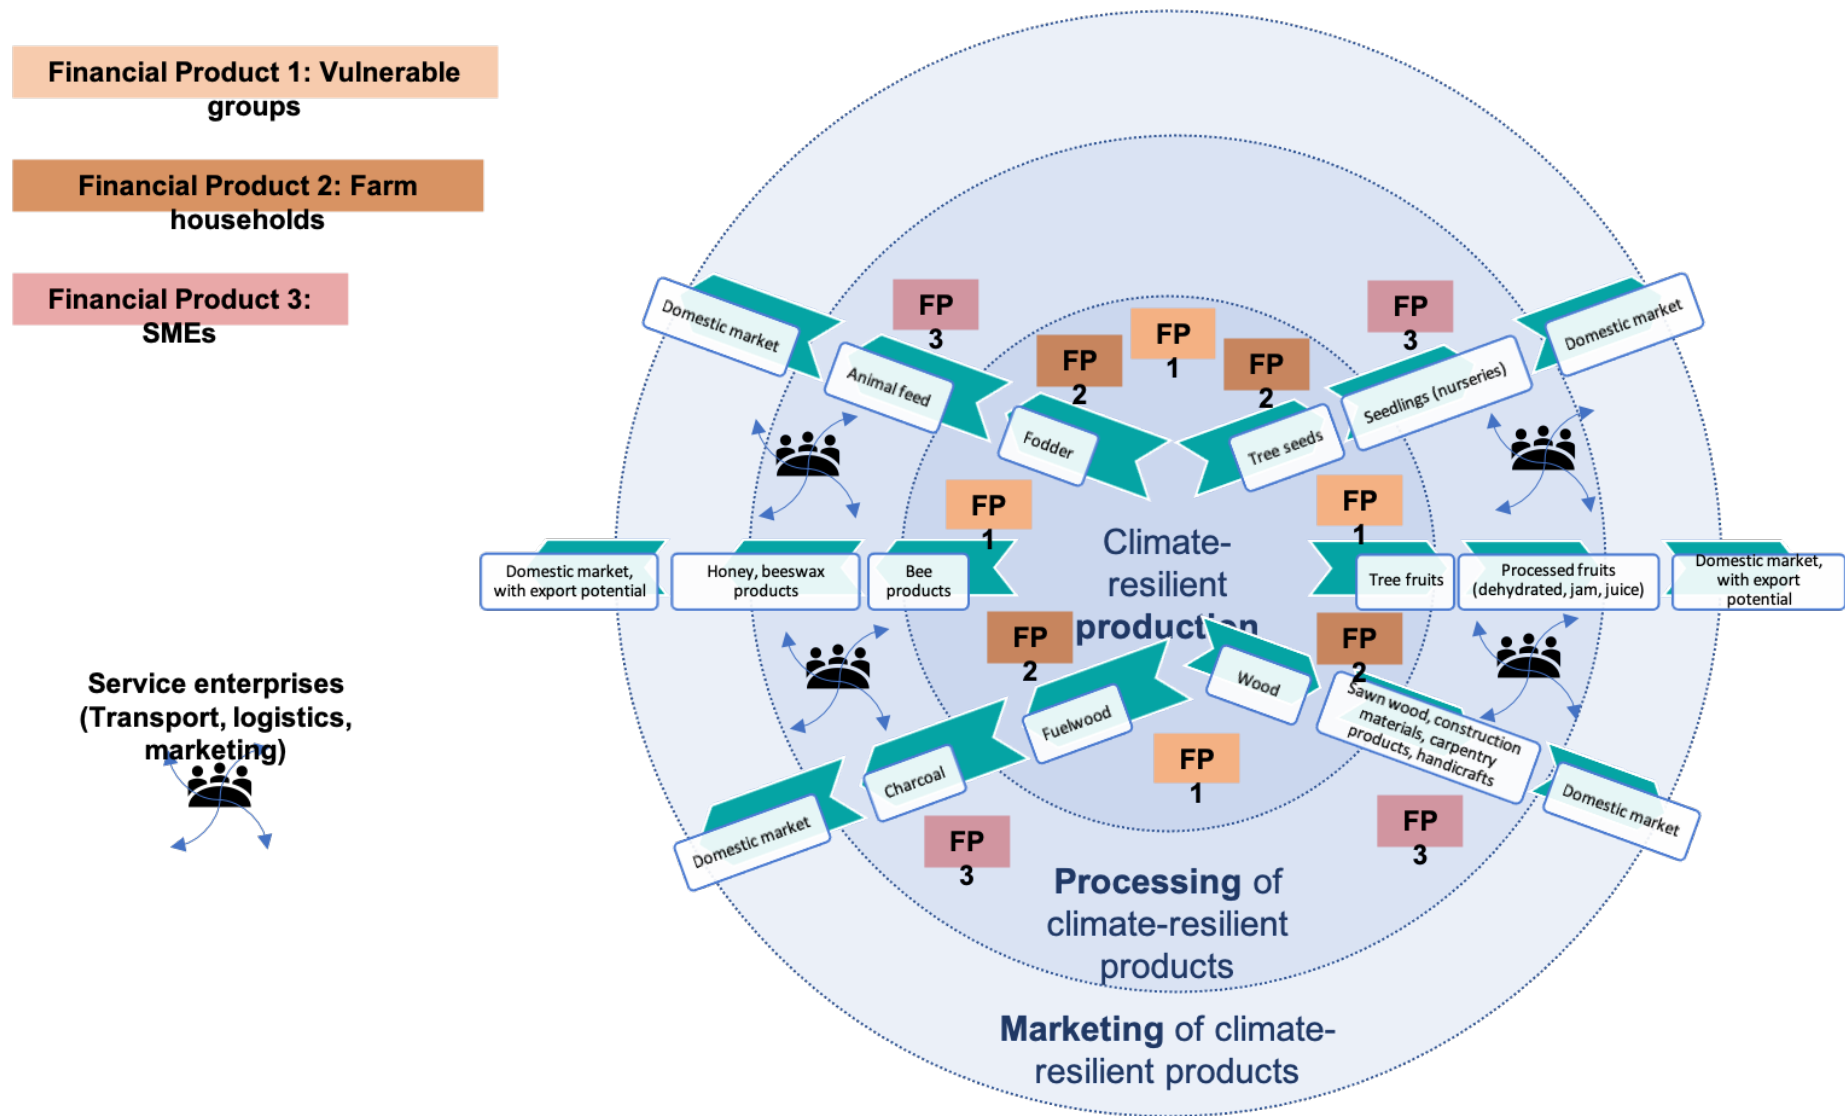 Financial Product 1: Vulnerable
groups
Financial Product 2: Farm
households
Financial Product 3:
SMEs
Service enterprises
(Transport, logistics,
marketing)
Domestic market
Animal feed
Fodder
FP
3
FP
2
FP
1
FP
2
FP
3
Tree seeds
Seedlings (nurseries)
Domestic market
FP
1
FP
1
Domestic market,
with export potential
Honey, beeswax
products
Bee
products
Climate-
resilient
production
Tree fruits
Processed fruits
(dehydrated, jam, juice)
Domestic market,
with export
potential
FP
2
FP
2
Domestic market
Charcoal
Fuelwood
Wood
Sawn wood, construction
materials, carpentry
products, handicrafts
Domestic market
FP
1
FP
3
FP
3
Processing of
climate-resilient
products
Marketing of climate-
resilient products